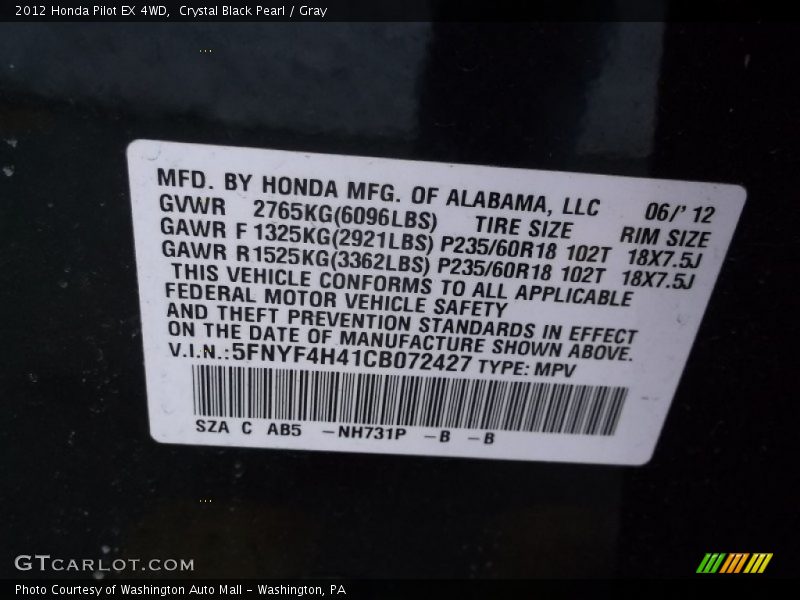 2012 Honda Pilot EX 4WD, Crystal Black Pearl / Gray
MFD. BY HONDA MFG. OF ALABAMA, LLC 06/' 12
GVWR 2765KG(6096LBS) TIRE SIZE RIM SIZE
GAWR F 1325KG(2921LBS) P235/60R18 102T 18X7.5J
GAWR R 1525KG(3362LBS) P235/60R18 102T 18X7.5J
THIS VEHICLE CONFORMS TO ALL APPLICABLE
FEDERAL MOTOR VEHICLE SAFETY
AND THEFT PREVENTION STANDARDS IN EFFECT
ON THE DATE OF MANUFACTURE SHOWN ABOVE.
V.I.N.:5FNYF4H41CB072427 TYPE: MPV
SZA C AB5 –NH731P –B –B
GTCARLOT.COM
Photo Courtesy of Washington Auto Mall – Washington, PA